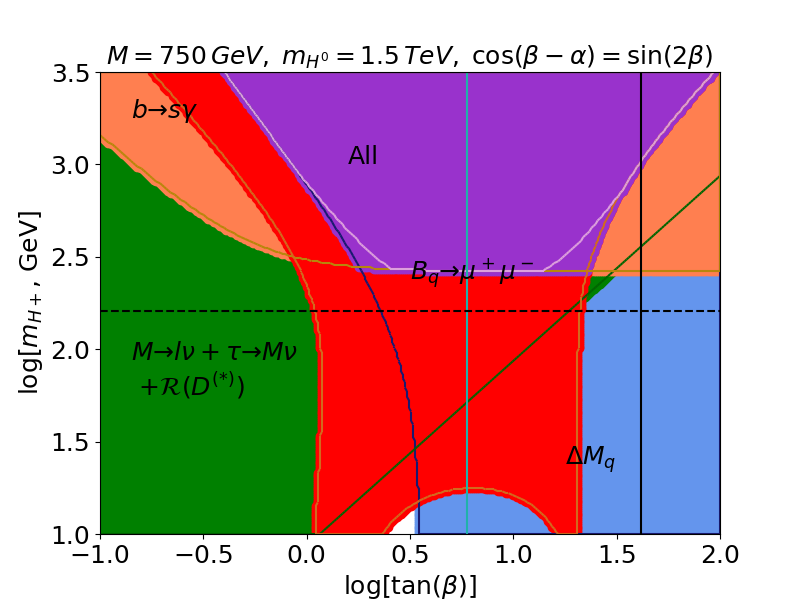 M = 750 GeV, m_{H^0} = 1.5 TeV, cos(β − α) = sin(2β)
3.5
3.0
2.5
2.0
1.5
1.0
log[m_{H+}, GeV]
b→sγ
All
B_q→μ^+μ^−
M→lν + τ→Mν
+ℛ(D^{(*)})
ΔM_q
−1.0 −0.5 0.0 0.5 1.0 1.5 2.0
log[tan(β)]